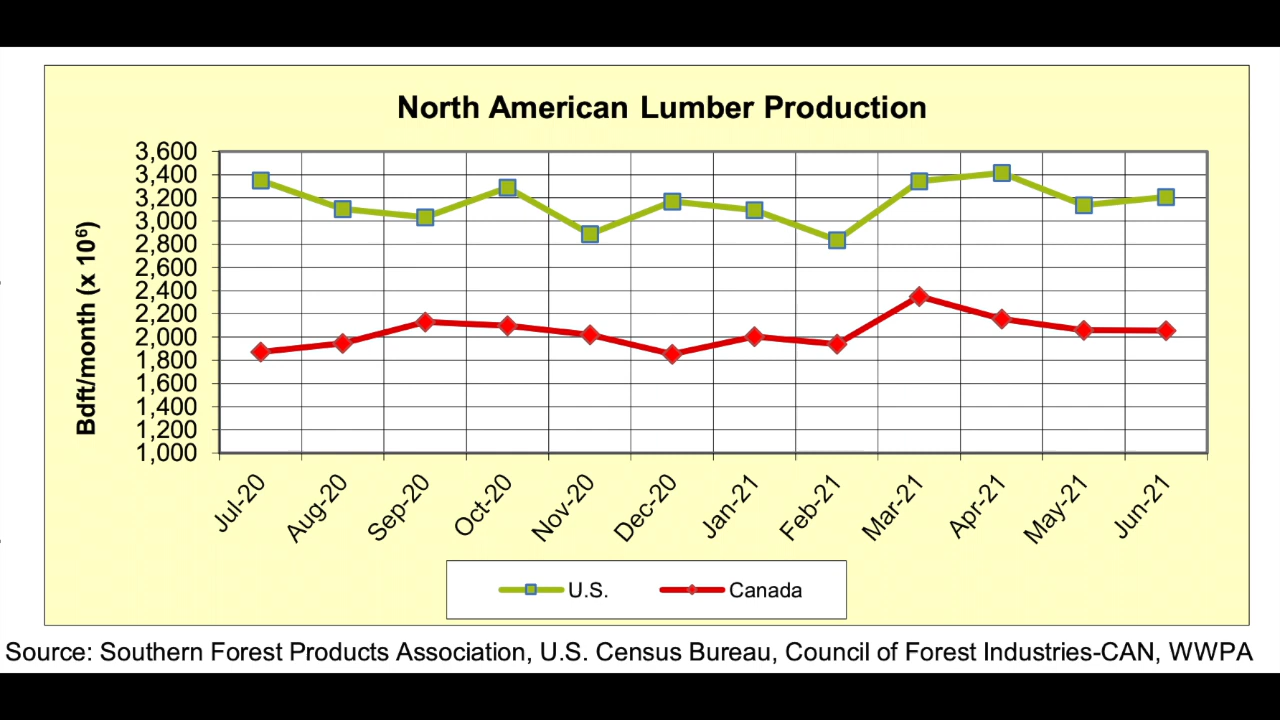 North American Lumber Production
Bdft/month (x 10⁶)
3,600
3,400
3,200
3,000
2,800
2,600
2,400
2,200
2,000
1,800
1,600
1,400
1,200
1,000
Jul-20
Aug-20
Sep-20
Oct-20
Nov-20
Dec-20
Jan-21
Feb-21
Mar-21
Apr-21
May-21
Jun-21
U.S.
Canada
Source: Southern Forest Products Association, U.S. Census Bureau, Council of Forest Industries-CAN, WWPA